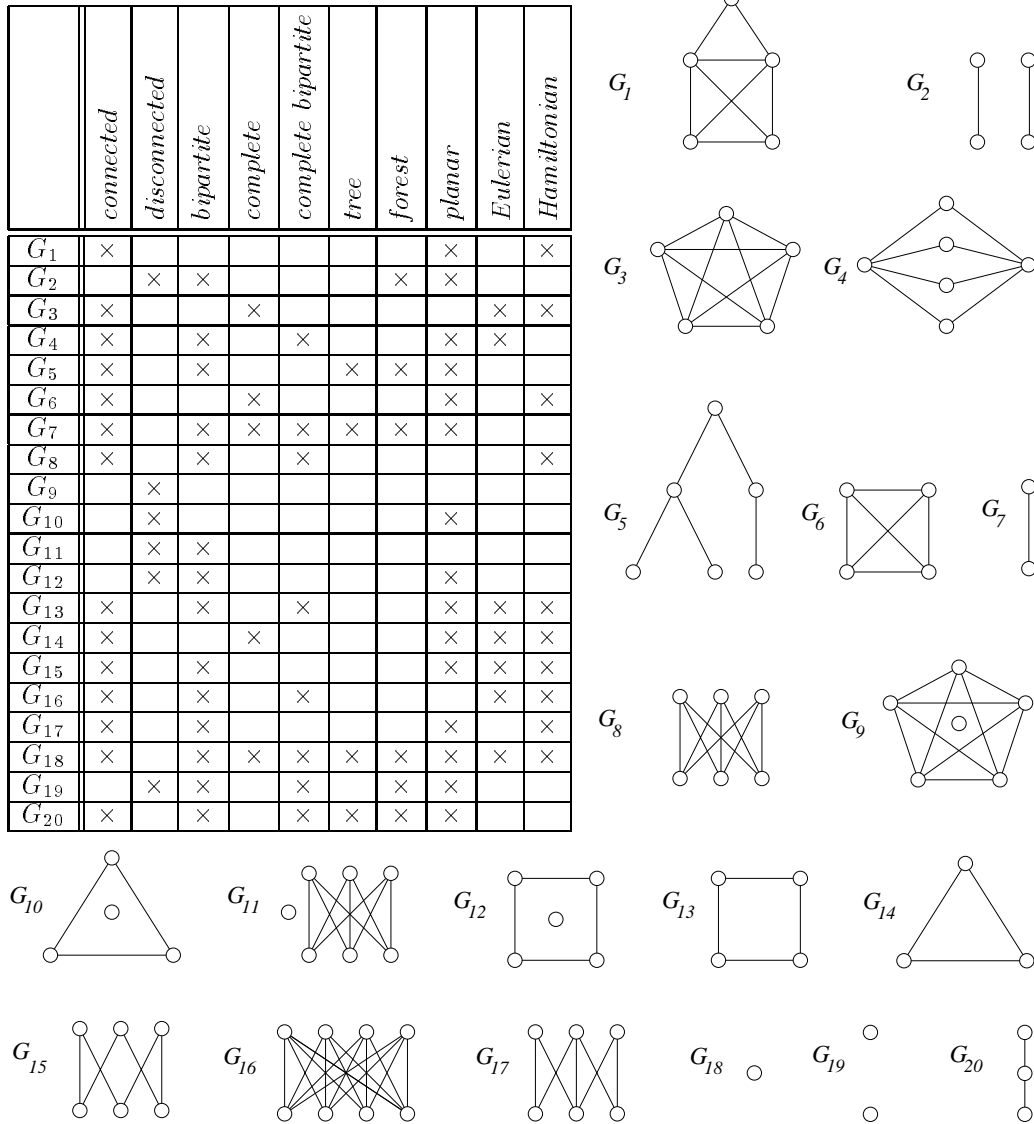 connected disconnected bipartite complete complete bipartite tree forest planar Eulerian Hamiltonian
G1 × × ×
G2 × × × ×
G3 × × × ×
G4 × × × × ×
G5 × × × × ×
G6 × × × ×
G7 × × × × × × ×
G8 × × × ×
G9 ×
G10 × ×
G11 × ×
G12 × × ×
G13 × × × × × ×
G14 × × × × ×
G15 × × × × ×
G16 × × × × ×
G17 × × × ×
G18 × × × × × × × × ×
G19 × × × × ×
G20 × × × × × ×
G1 G2
G3 G4
G5 G6 G7
G8 G9
G10 G11 G12 G13 G14
G15 G16 G17 G18 G19 G20